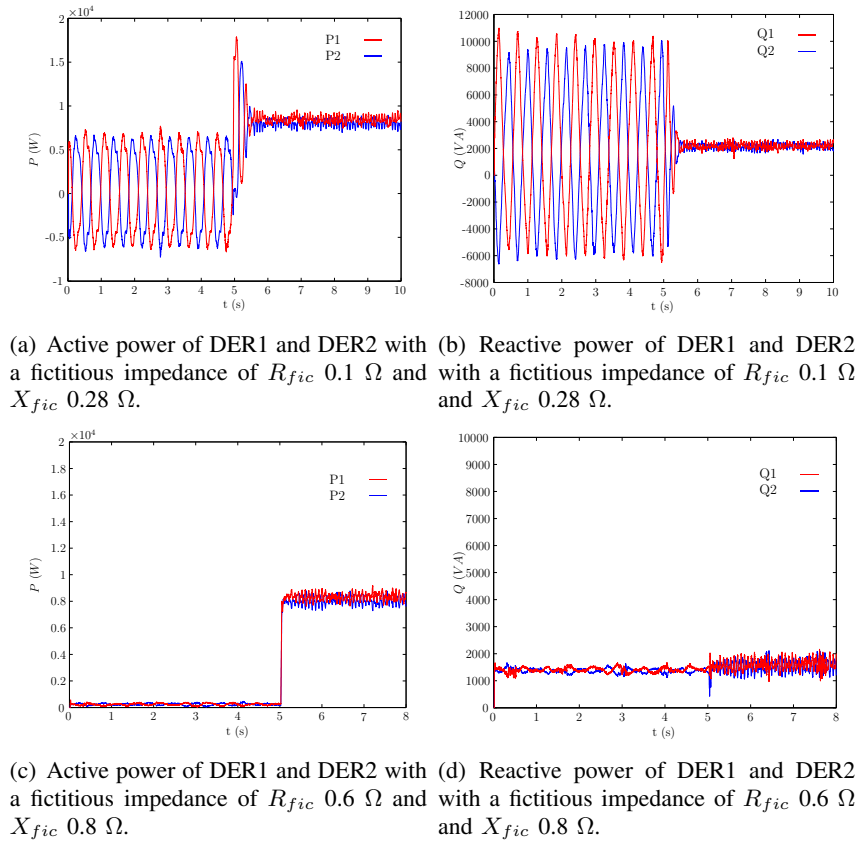 ×10⁴
2
1.5
1
0.5
0
-0.5
-1
P (W)
P1
P2
0 1 2 3 4 5 6 7 8 9 10
t (s)
12000
10000
8000
6000
4000
2000
0
-2000
-4000
-6000
-8000
Q (VA)
Q1
Q2
0 1 2 3 4 5 6 7 8 9 10
t (s)
(a) Active power of DER1 and DER2 with a fictitious impedance of R_fic 0.1 Ω and X_fic 0.28 Ω.
(b) Reactive power of DER1 and DER2 with a fictitious impedance of R_fic 0.1 Ω and X_fic 0.28 Ω.
×10⁴
2
1.8
1.6
1.4
1.2
1
0.8
0.6
0.4
0.2
0
P (W)
P1
P2
0 1 2 3 4 5 6 7 8
t (s)
10000
9000
8000
7000
6000
5000
4000
3000
2000
1000
0
Q (VA)
Q1
Q2
0 1 2 3 4 5 6 7 8
t (s)
(c) Active power of DER1 and DER2 with a fictitious impedance of R_fic 0.6 Ω and X_fic 0.8 Ω.
(d) Reactive power of DER1 and DER2 with a fictitious impedance of R_fic 0.6 Ω and X_fic 0.8 Ω.